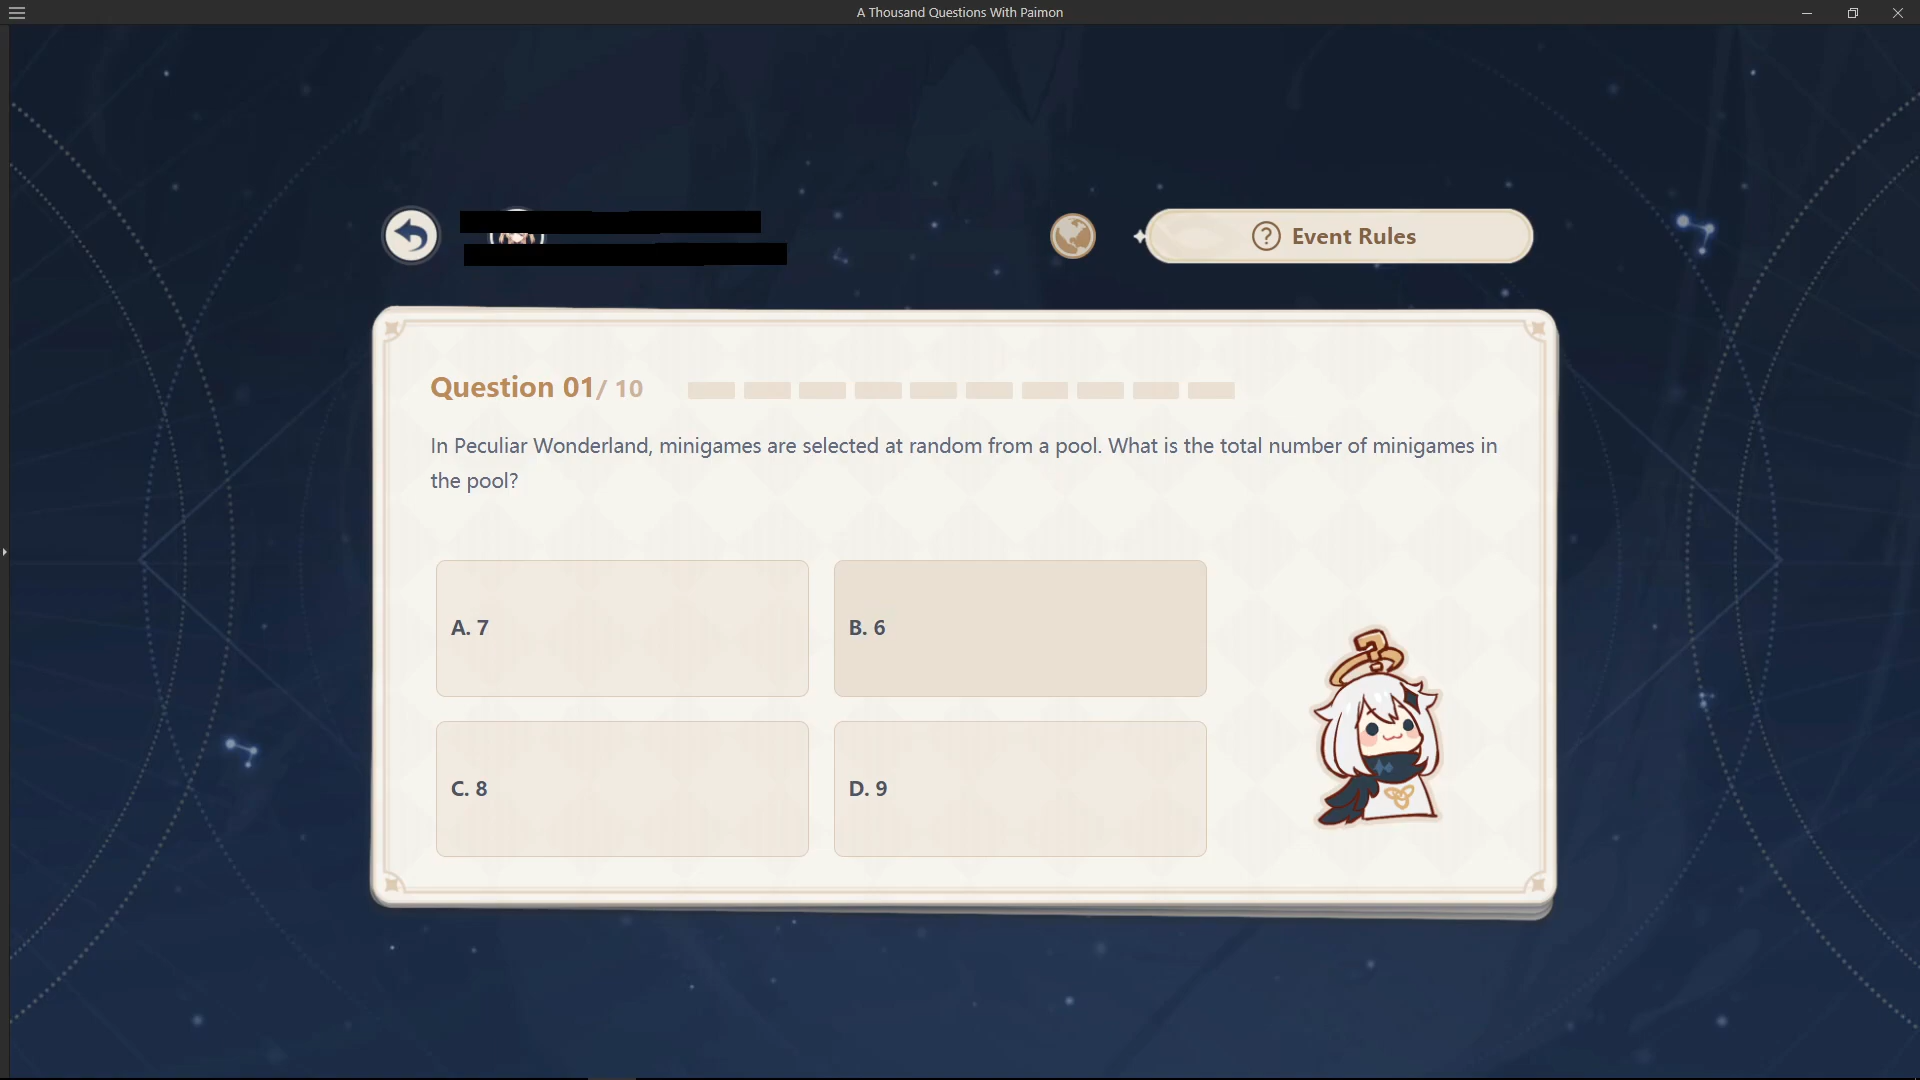 A Thousand Questions With Paimon
Event Rules
Question 01/ 10
In Peculiar Wonderland, minigames are selected at random from a pool. What is the total number of minigames in
the pool?
A. 7
B. 6
C. 8
D. 9